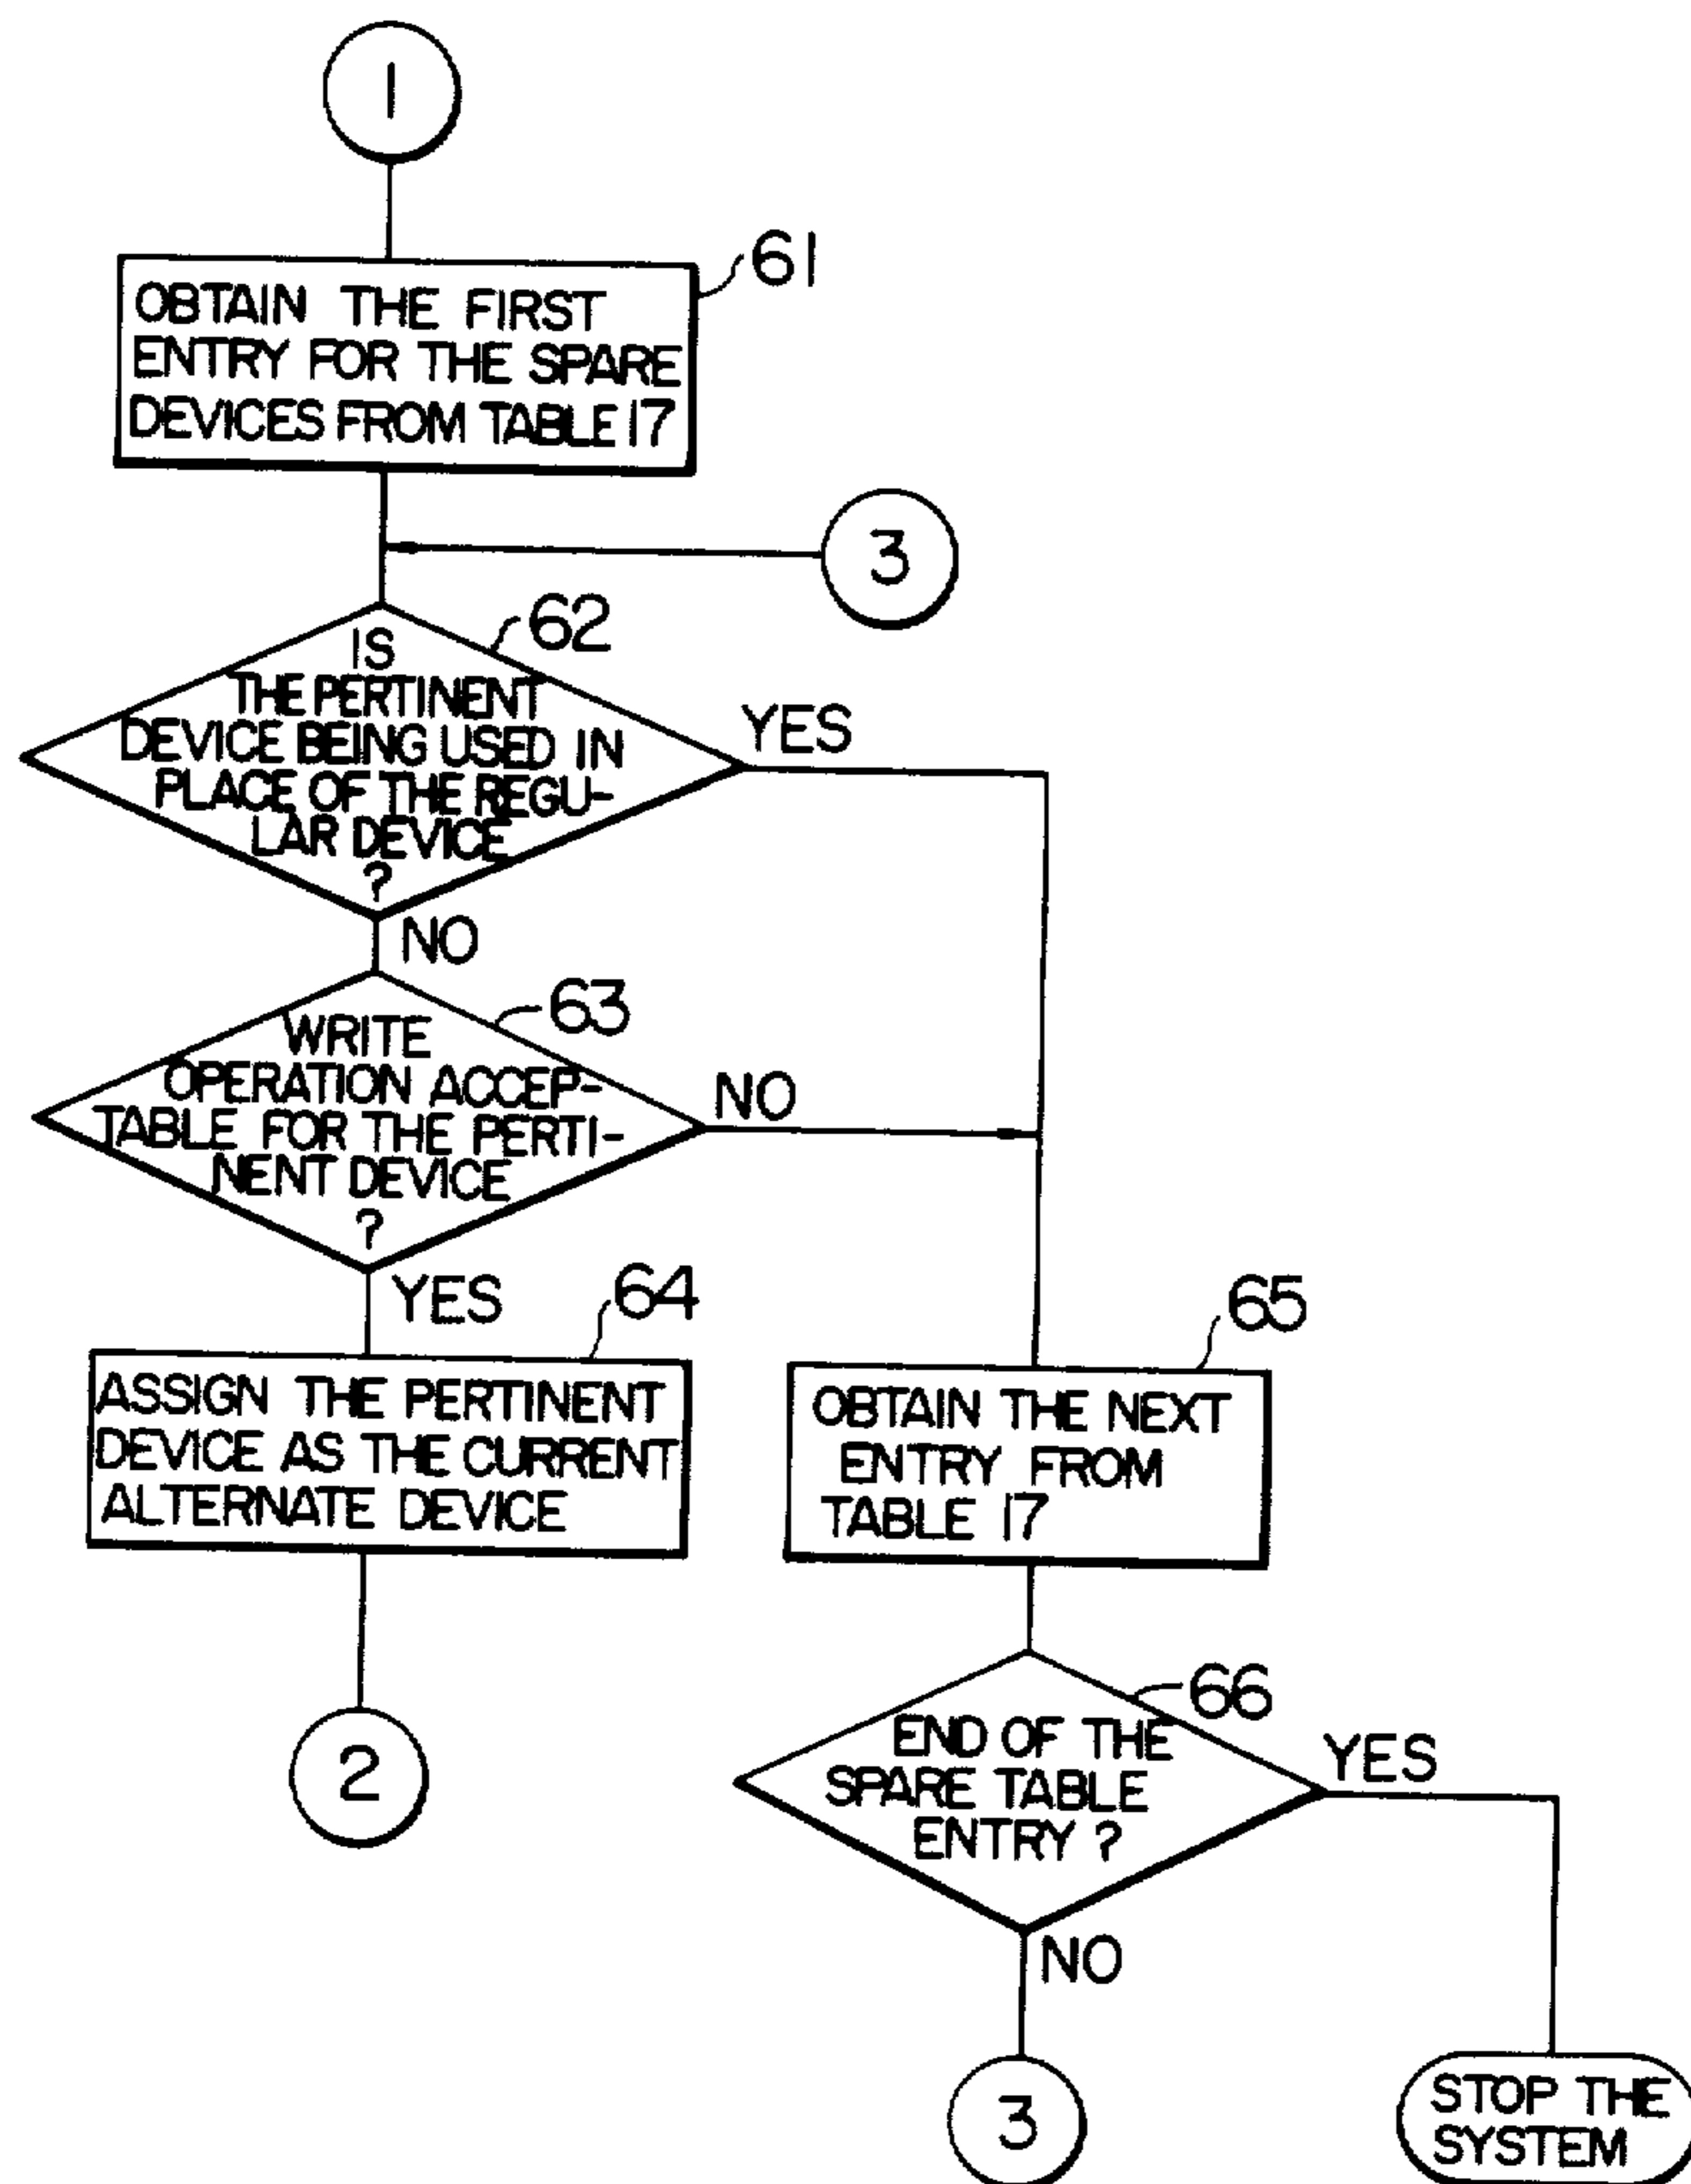 1
61
OBTAIN THE FIRST
ENTRY FOR THE SPARE
DEVICES FROM TABLE 17
3
62
IS
THE PERTINENT
DEVICE BEING USED IN
PLACE OF THE REGU-
LAR DEVICE
?
YES
NO
63
WRITE
OPERATION ACCEP-
TABLE FOR THE PERTI-
NENT DEVICE
?
NO
YES
64
ASSIGN THE PERTINENT
DEVICE AS THE CURRENT
ALTERNATE DEVICE
2
65
OBTAIN THE NEXT
ENTRY FROM
TABLE 17
66
END OF THE
SPARE TABLE
ENTRY ?
YES
NO
3
STOP THE
SYSTEM